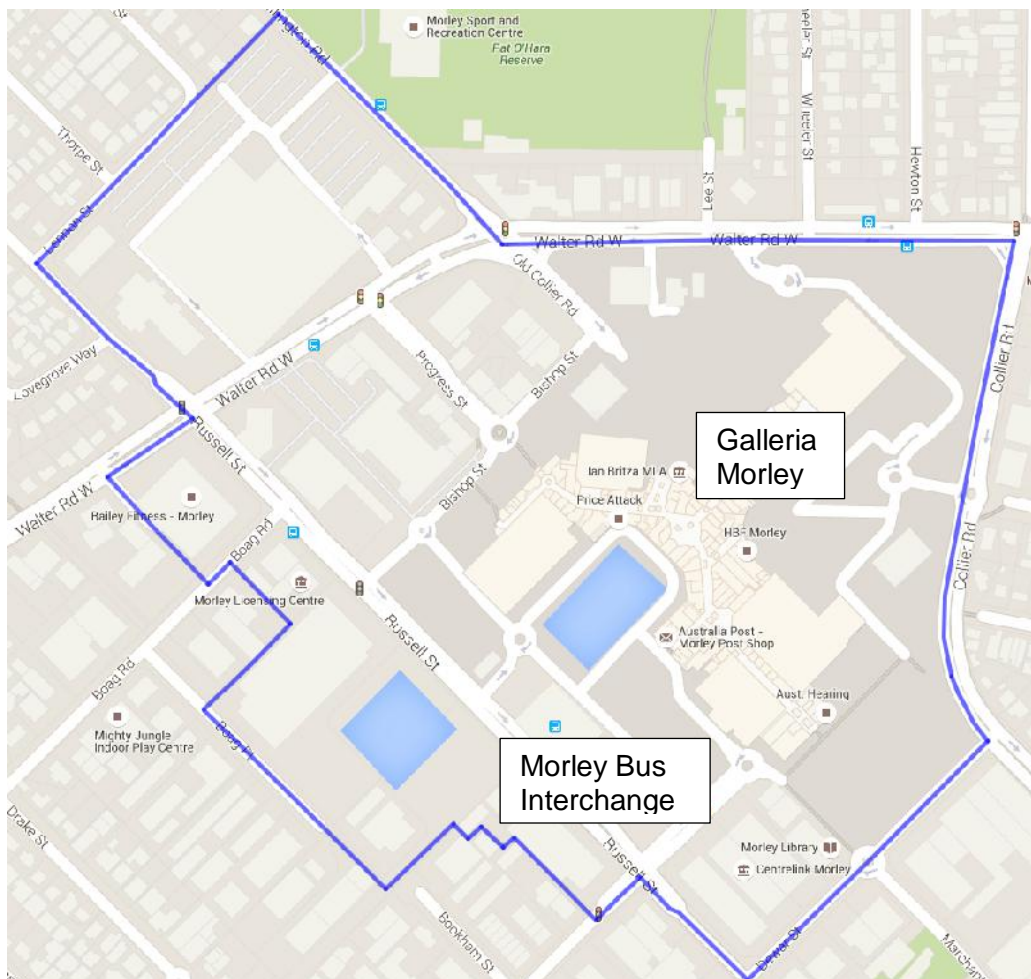 Morley Sport and
Recreation Centre
Pat O'Hara
Reserve
Wheeler St
Hewton St
Lee St
Thorpe St
Lennon St
Walter Rd W
Walter Rd W
Old Collier Rd
Collier Rd
Lovegrove Way
Walter Rd W
Progress St
Bishop St
Galleria
Morley
Russell St
Ian Britza MLA
Price Attack
Bishop St
HBF Morley
Walter Rd W
Bailey Fitness - Morley
Boag Rd
Collier Rd
Morley Licensing Centre
Russell St
Australia Post -
Morley Post Shop
Boag Rd
Aust. Hearing
Mighty Jungle
Indoor Play Centre
Boag Pl
Morley Bus
Interchange
Drake St
Russell St
Morley Library
Centrelink Morley
Bookham St
Dewar St